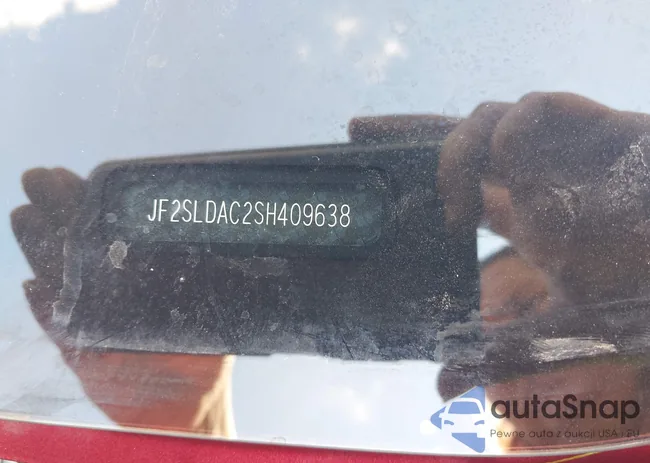 JF2SLDAC2SH409638
autaSnap
Pewne auta z aukcji USA i EU